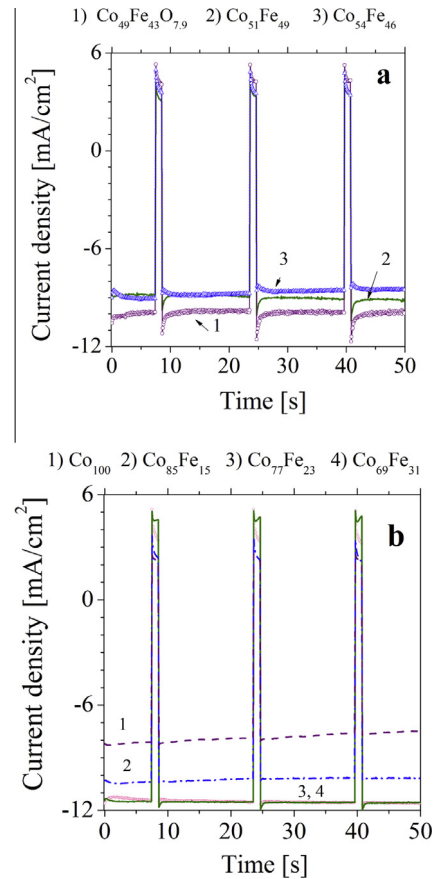 1) Co₄₉Fe₄₃O₇.₉ 2) Co₅₁Fe₄₉ 3) Co₅₄Fe₄₆
a
Current density [mA/cm²]
6
0
-6
-12
3
2
1
0 10 20 30 40 50
Time [s]
1) Co₁₀₀ 2) Co₈₅Fe₁₅ 3) Co₇₇Fe₂₃ 4) Co₆₉Fe₃₁
b
Current density [mA/cm²]
6
0
-6
-12
1
2
3, 4
0 10 20 30 40 50
Time [s]